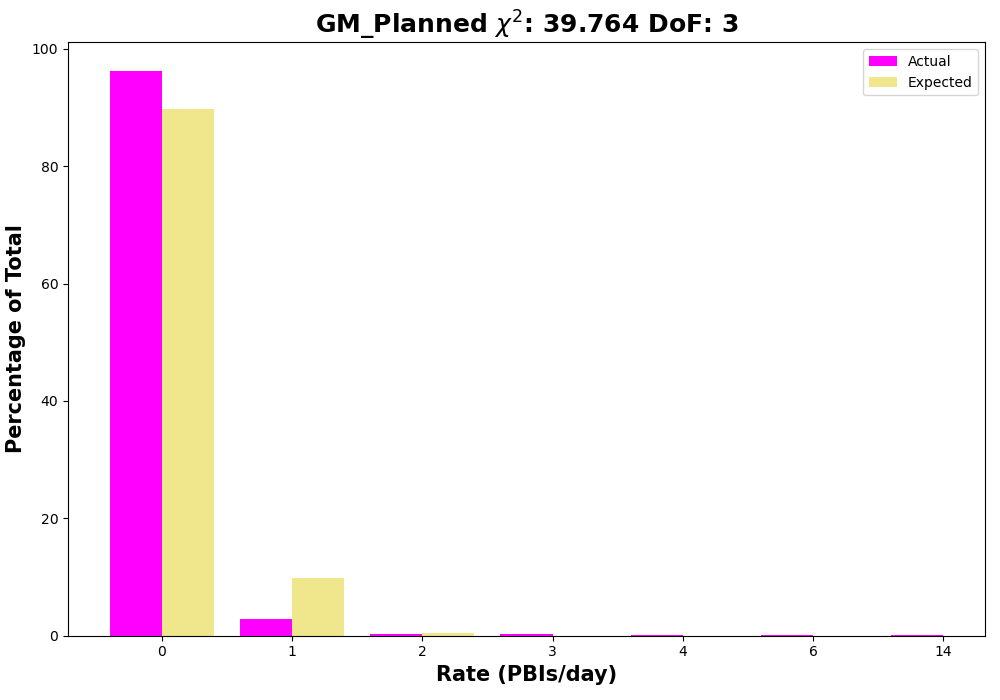 GM_Planned χ²: 39.764 DoF: 3
Actual
Expected
100
80
60
40
20
0
Percentage of Total
0 1 2 3 4 6 14
Rate (PBIs/day)